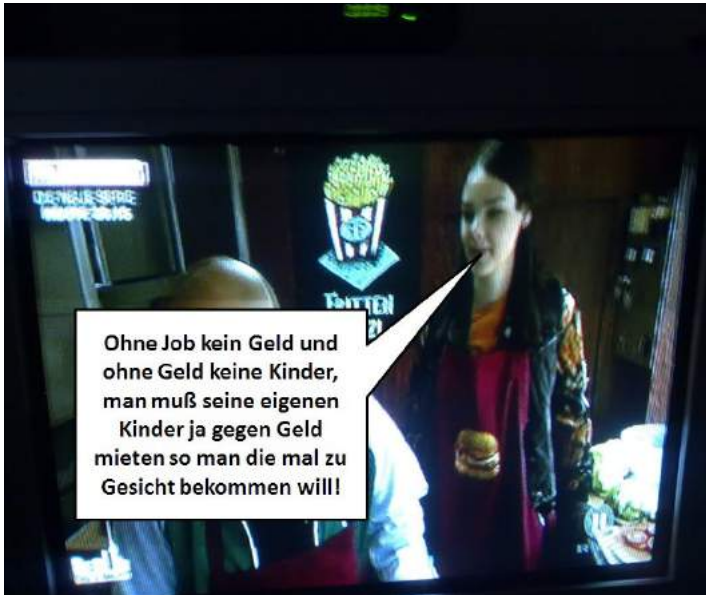 FRITTEN
Ohne Job kein Geld und
ohne Geld keine Kinder,
man muß seine eigenen
Kinder ja gegen Geld
mieten so man die mal zu
Gesicht bekommen will!